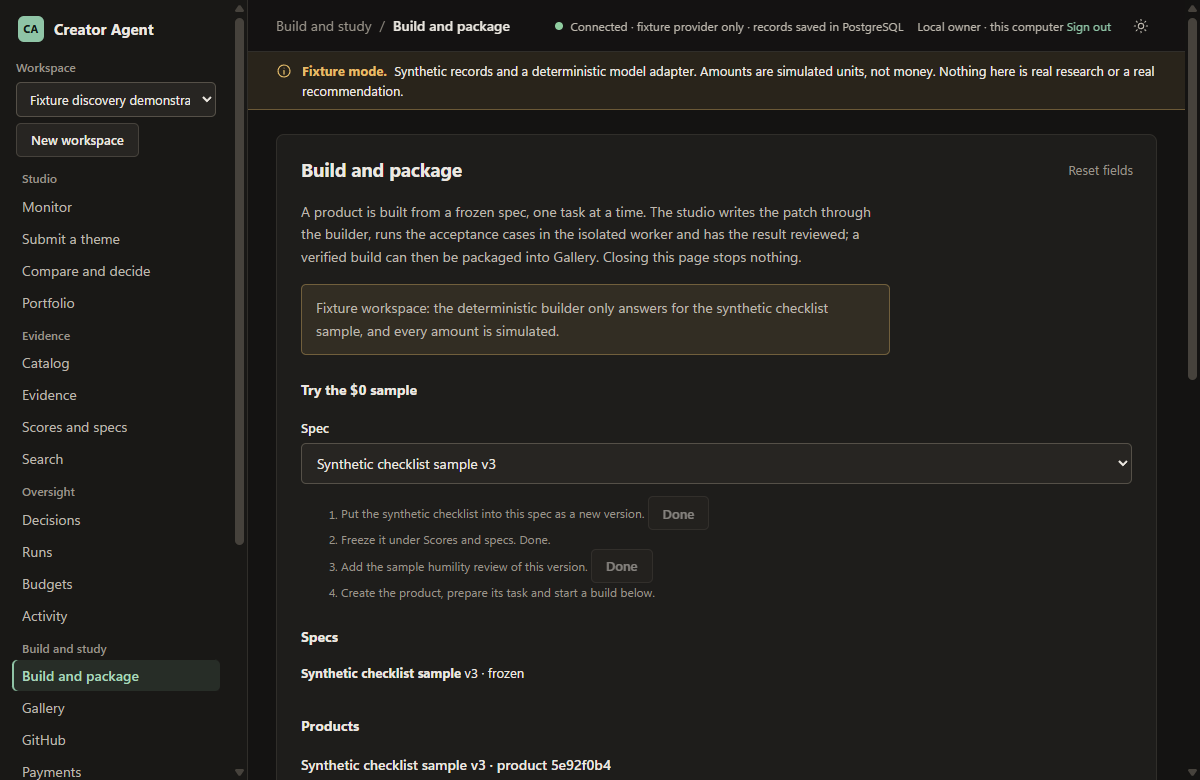 CA Creator Agent
Workspace
Fixture discovery demonstra
New workspace
Studio
Monitor
Submit a theme
Compare and decide
Portfolio
Evidence
Catalog
Evidence
Scores and specs
Search
Oversight
Decisions
Runs
Budgets
Activity
Build and study
Build and package
Gallery
GitHub
Payments
Build and study / Build and package
Connected · fixture provider only · records saved in PostgreSQL Local owner · this computer Sign out
Fixture mode. Synthetic records and a deterministic model adapter. Amounts are simulated units, not money. Nothing here is real research or a real
recommendation.
Build and package
Reset fields
A product is built from a frozen spec, one task at a time. The studio writes the patch through
the builder, runs the acceptance cases in the isolated worker and has the result reviewed; a
verified build can then be packaged into Gallery. Closing this page stops nothing.
Fixture workspace: the deterministic builder only answers for the synthetic checklist
sample, and every amount is simulated.
Try the $0 sample
Spec
Synthetic checklist sample v3
1. Put the synthetic checklist into this spec as a new version. Done
2. Freeze it under Scores and specs. Done.
3. Add the sample humility review of this version. Done
4. Create the product, prepare its task and start a build below.
Specs
Synthetic checklist sample v3 · frozen
Products
Synthetic checklist sample v3 · product 5e92f0b4